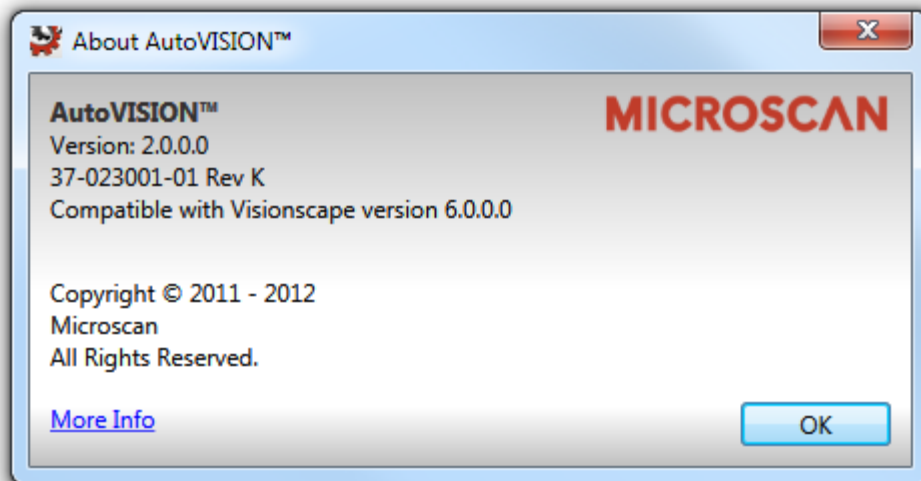 About AutoVISION™
AutoVISION™
MICROSCAN
Version: 2.0.0.0
37-023001-01 Rev K
Compatible with Visionscape version 6.0.0.0
Copyright © 2011 - 2012
Microscan
All Rights Reserved.
More Info
OK